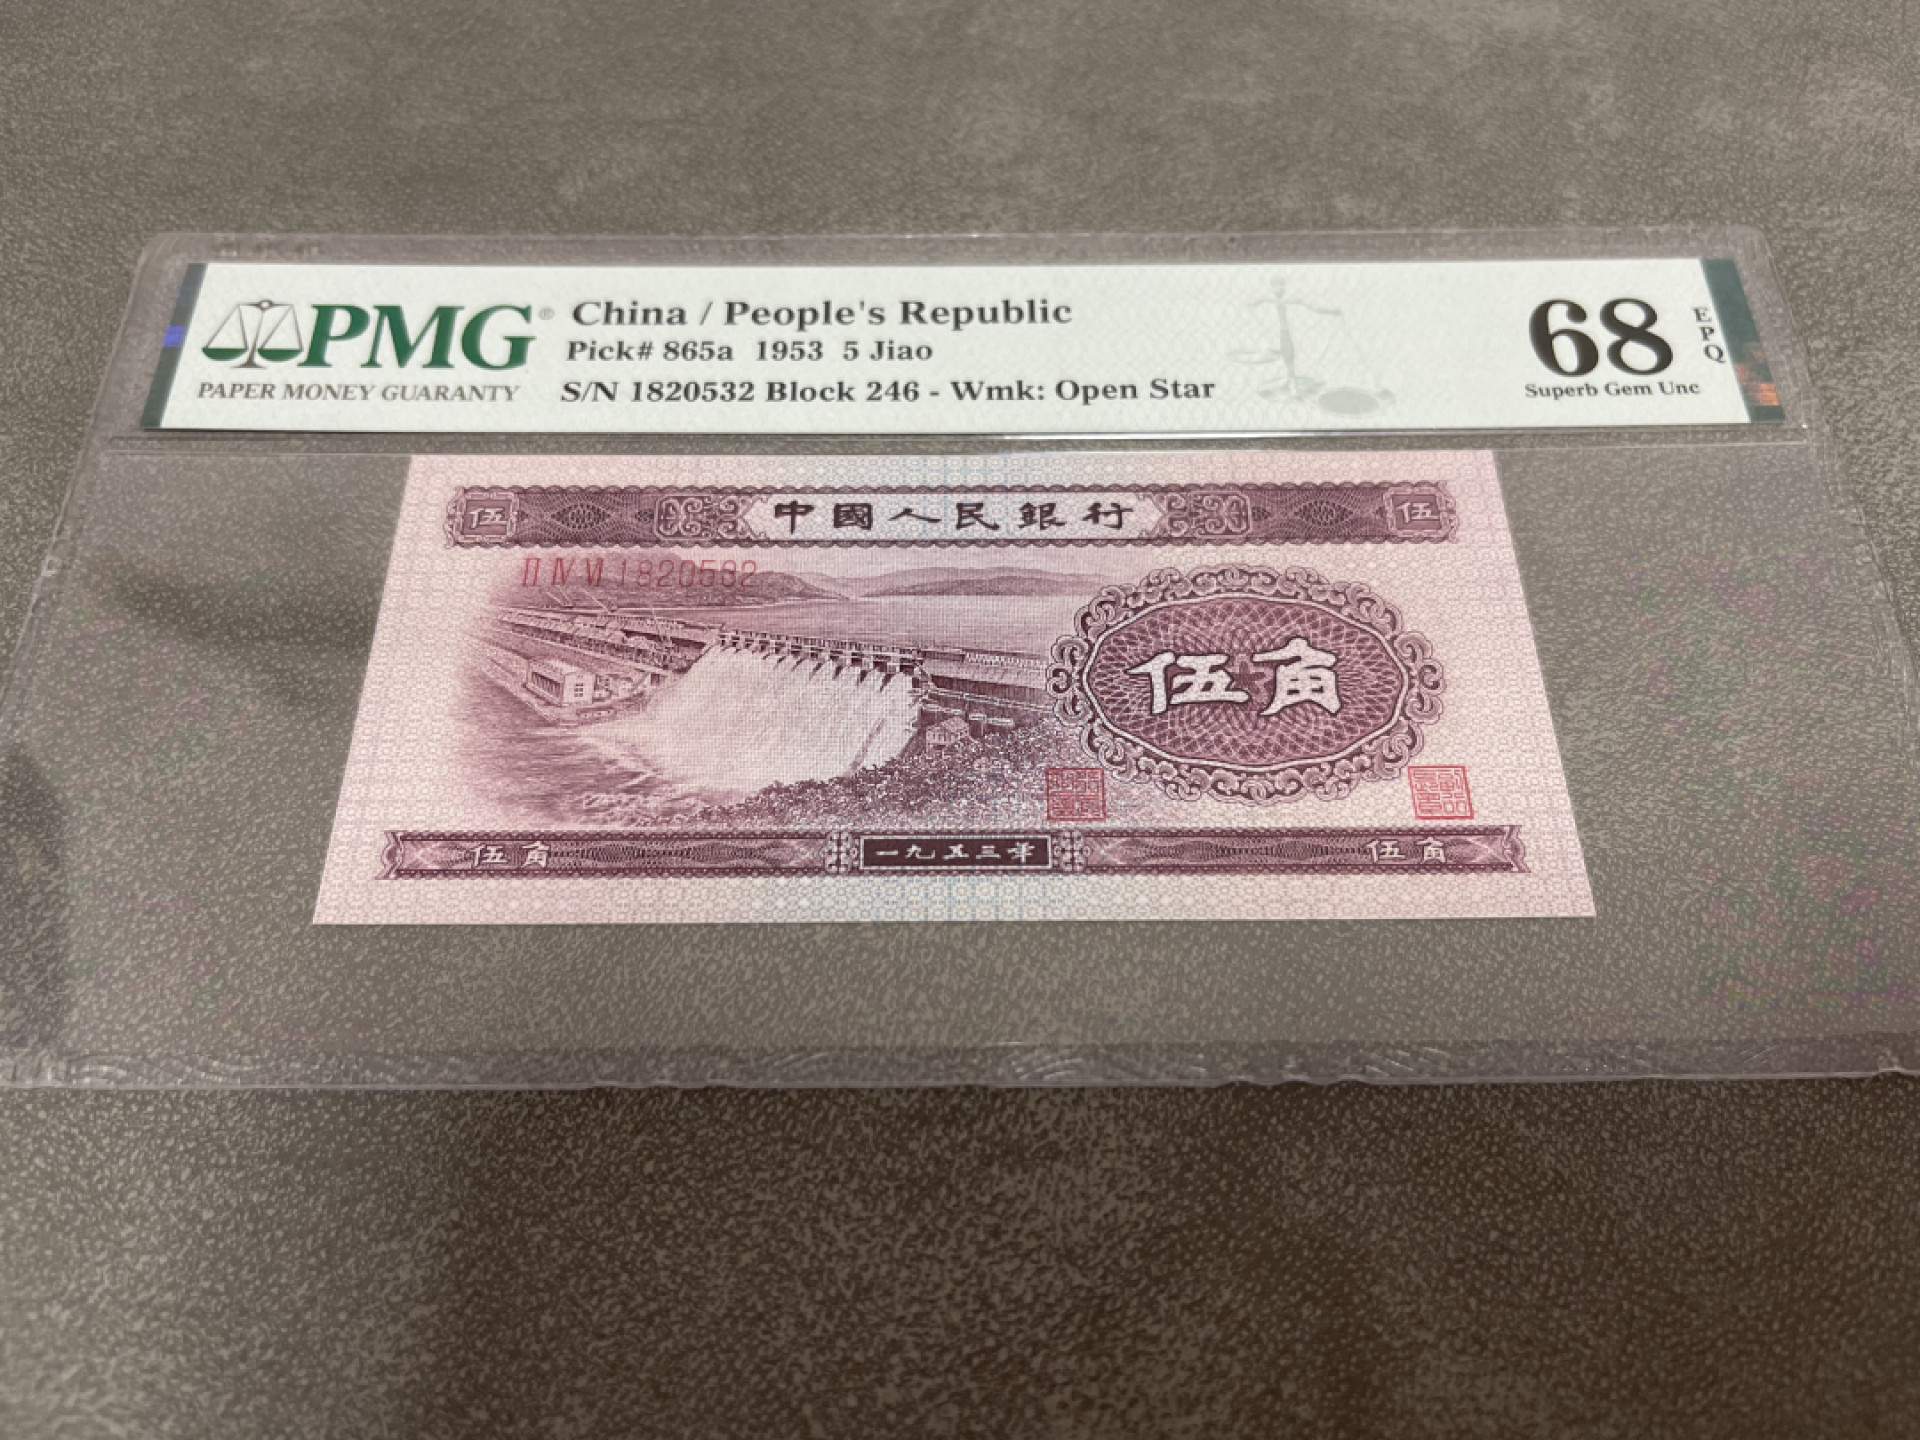 PMG®
PAPER MONEY GUARANTY
China / People's Republic
Pick# 865a 1953 5 Jiao
S/N 1820532 Block 246 - Wmk: Open Star
68
EPQ
Superb Gem Unc
伍 中國人民銀行 伍
II IV VI 1820532
伍角
伍角 一九五三年 伍角